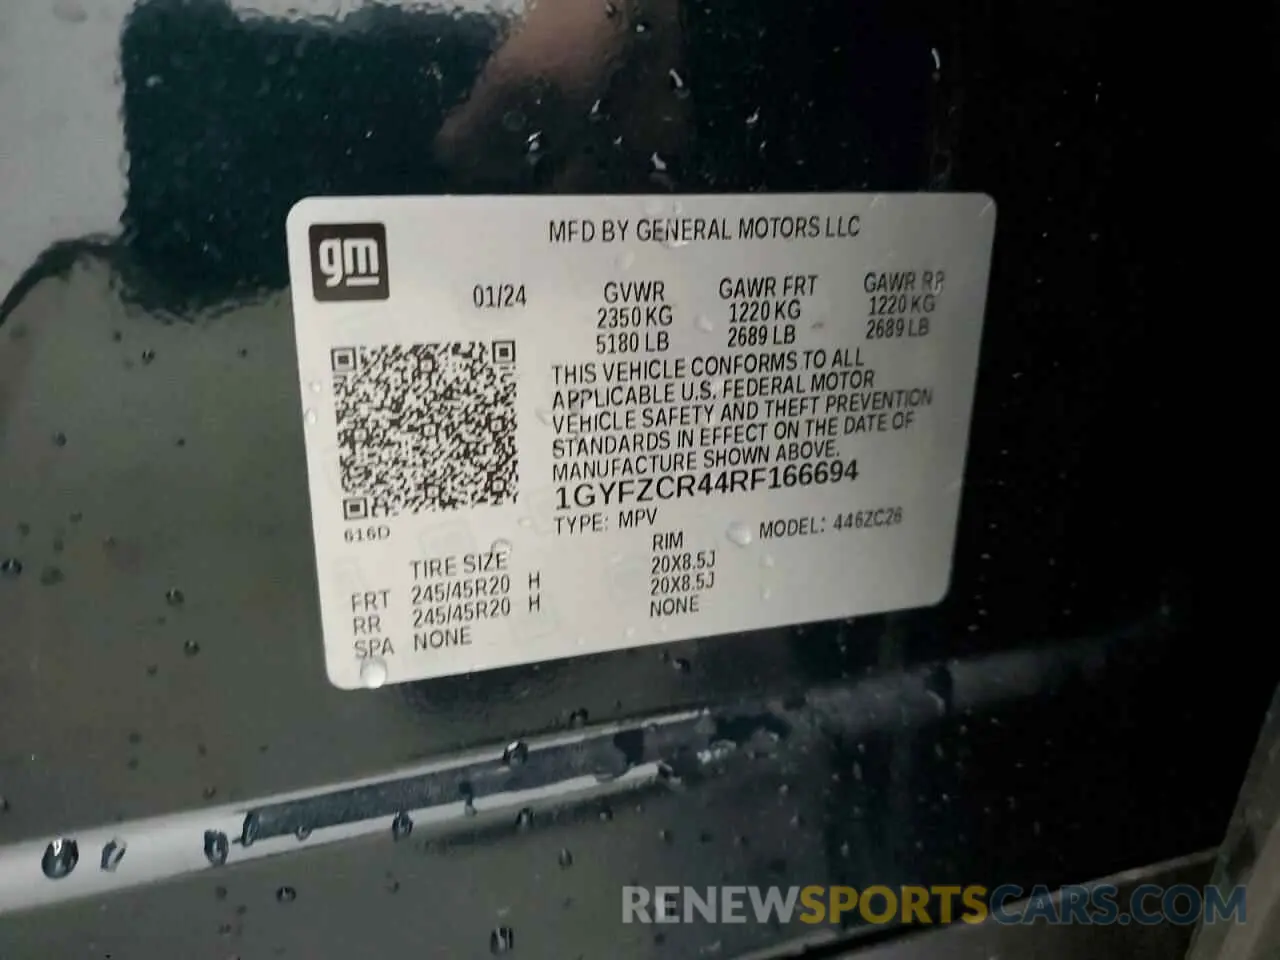 gm
MFD BY GENERAL MOTORS LLC
01/24 GVWR GAWR FRT GAWR RR
2350 KG 1220 KG 1220 KG
5180 LB 2689 LB 2689 LB
THIS VEHICLE CONFORMS TO ALL
APPLICABLE U.S. FEDERAL MOTOR
VEHICLE SAFETY AND THEFT PREVENTION
STANDARDS IN EFFECT ON THE DATE OF
MANUFACTURE SHOWN ABOVE.
1GYFZCR44RF166694
616D
TYPE: MPV MODEL: 446ZC26
TIRE SIZE RIM
FRT 245/45R20 H 20X8.5J
RR 245/45R20 H 20X8.5J
SPA NONE NONE
RENEWSPORTSCARS.COM